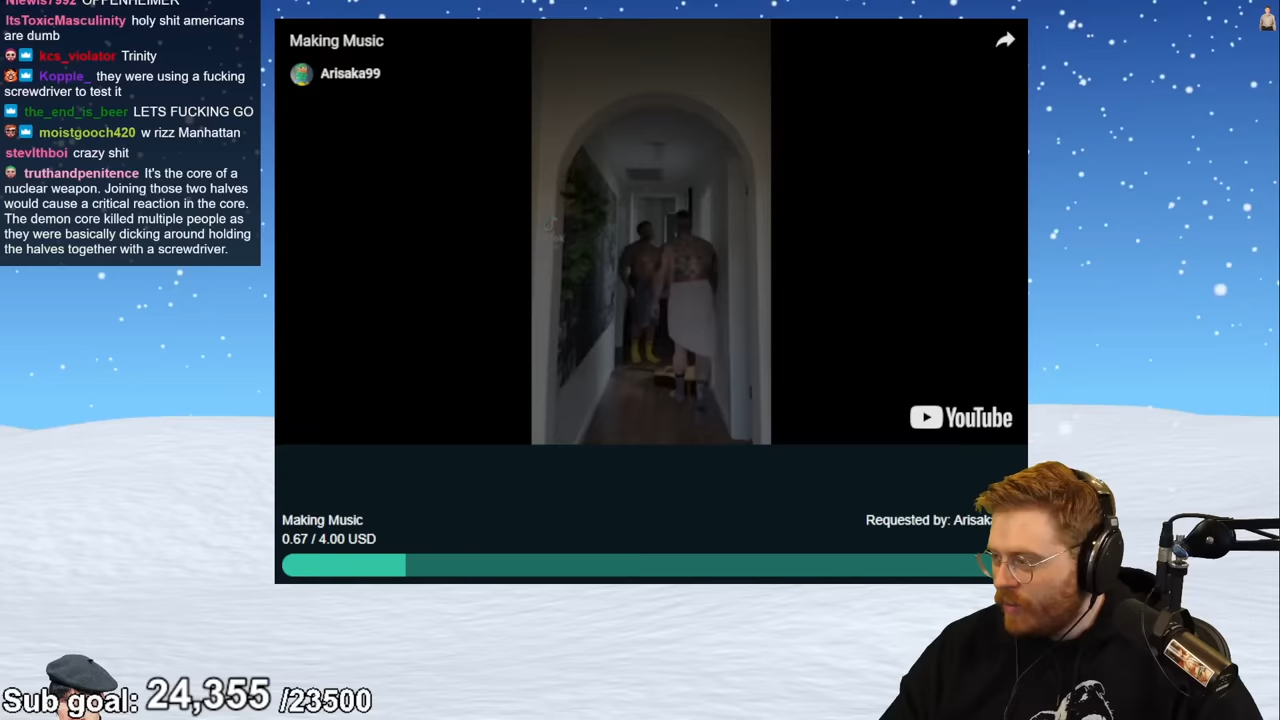 Niewis7992 OPPENHEIMER
ItsToxicMasculinity holy shit americans
are dumb
kcs_violator Trinity
Kopple_ they were using a fucking
screwdriver to test it
the_end_is_beer LETS FUCKING GO
moistgooch420 w rizz Manhattan
stevlthboi crazy shit
truthandpenitence It's the core of a
nuclear weapon. Joining those two halves
would cause a critical reaction in the core.
The demon core killed multiple people as
they were basically dicking around holding
the halves together with a screwdriver.
Making Music
Arisaka99
YouTube
Making Music
Requested by: Arisaka
0.67 / 4.00 USD
Sub goal: 24,355 /23500